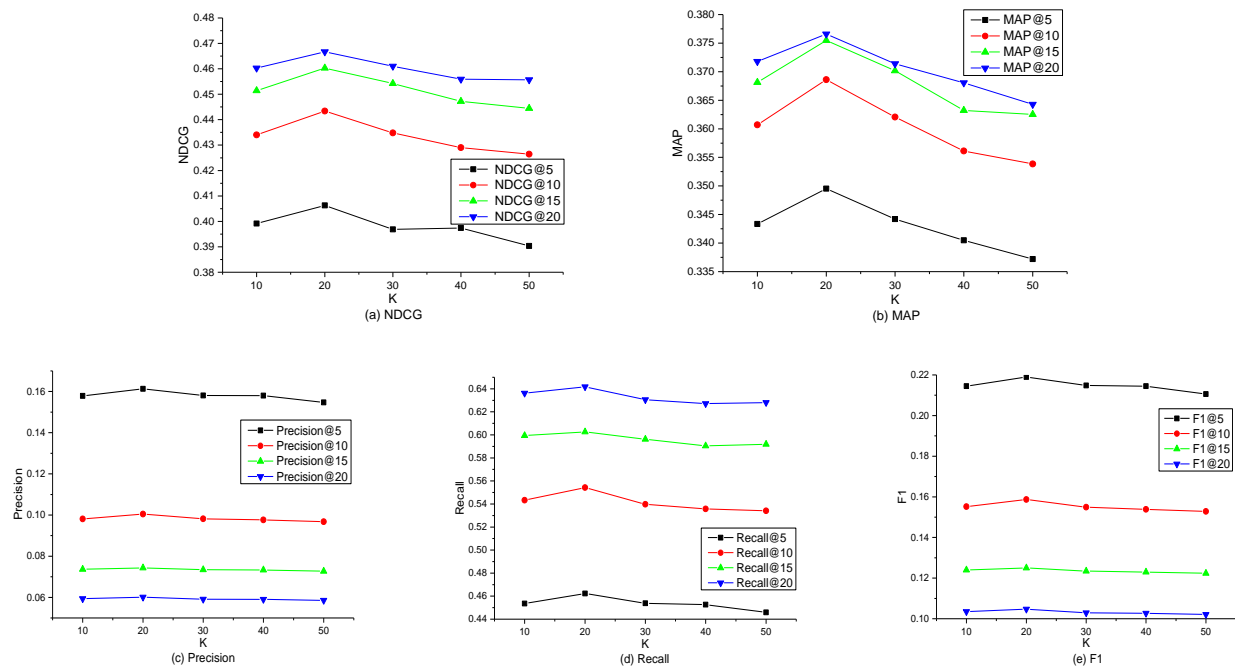 0.48
0.47
0.46
0.45
0.44
0.43
0.42
0.41
0.40
0.39
0.38
NDCG
10 20 30 40 50
K
NDCG@5
NDCG@10
NDCG@15
NDCG@20
(a) NDCG
0.380
0.375
0.370
0.365
0.360
0.355
0.350
0.345
0.340
0.335
MAP
10 20 30 40 50
K
MAP@5
MAP@10
MAP@15
MAP@20
(b) MAP
0.16
0.14
0.12
0.10
0.08
0.06
Precision
10 20 30 40 50
K
Precision@5
Precision@10
Precision@15
Precision@20
(c) Precision
0.64
0.62
0.60
0.58
0.56
0.54
0.52
0.50
0.48
0.46
0.44
Recall
10 20 30 40 50
K
Recall@5
Recall@10
Recall@15
Recall@20
(d) Recall
0.22
0.20
0.18
0.16
0.14
0.12
0.10
F1
10 20 30 40 50
K
F1@5
F1@10
F1@15
F1@20
(e) F1